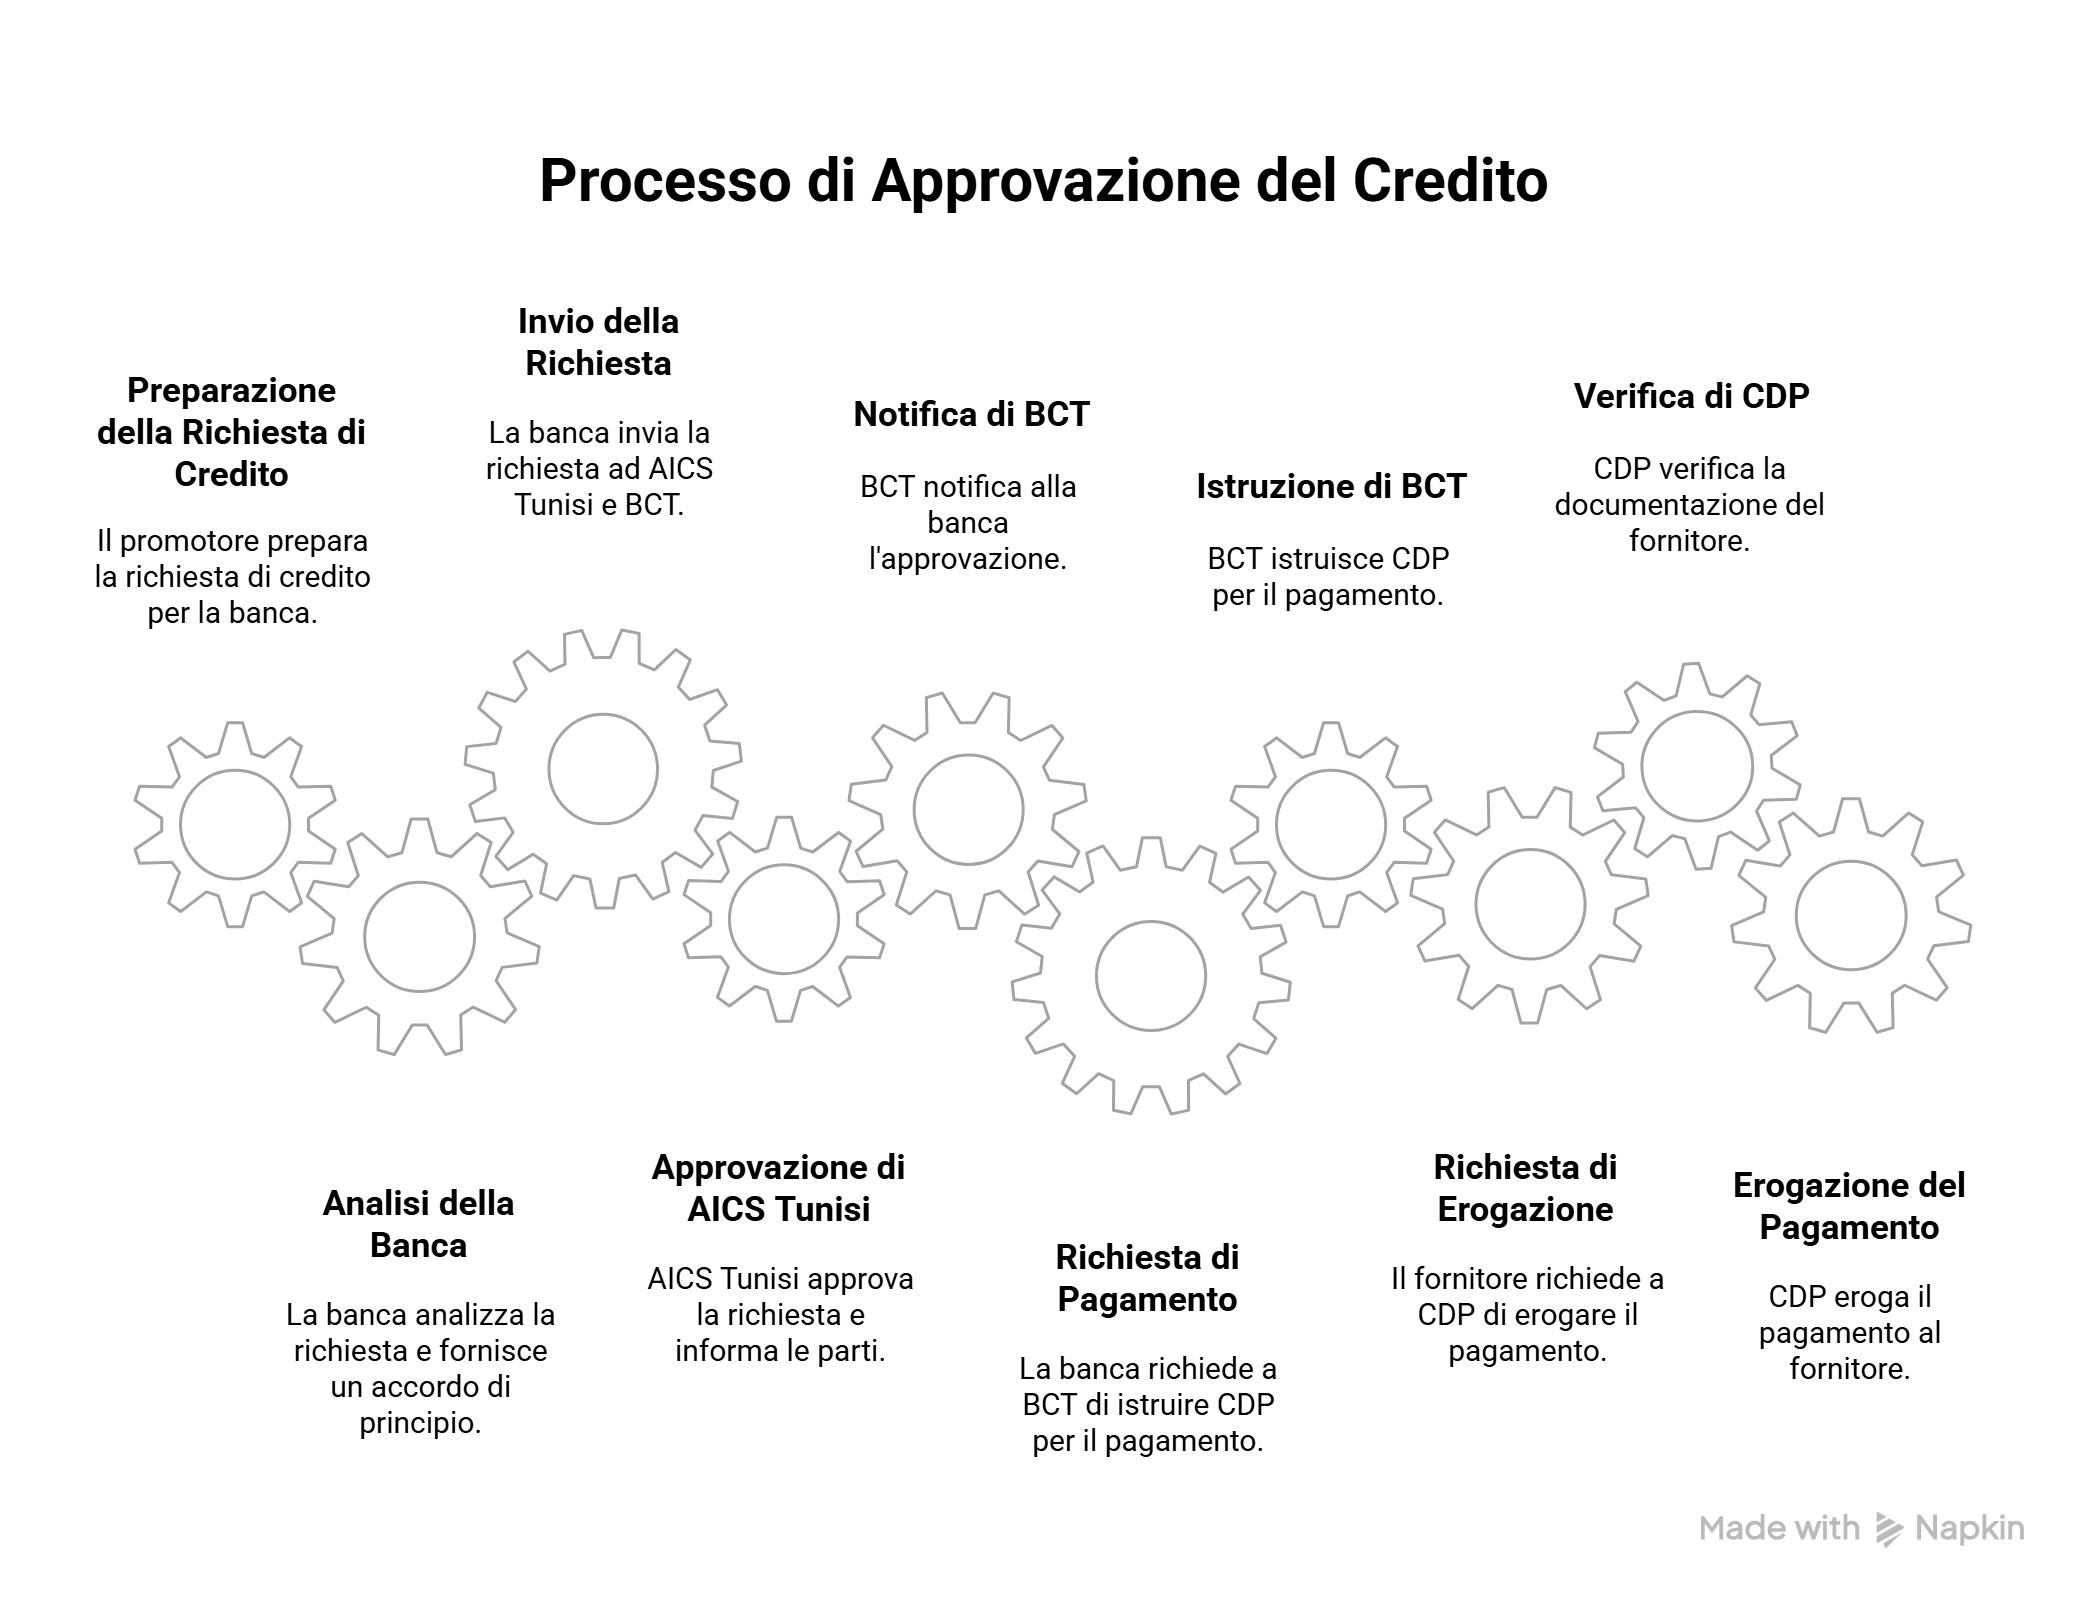 Processo di Approvazione del Credito
Preparazione
della Richiesta di
Credito
Il promotore prepara
la richiesta di credito
per la banca.
Analisi della
Banca
La banca analizza la
richiesta e fornisce
un accordo di
principio.
Invio della
Richiesta
La banca invia la
richiesta ad AICS
Tunisi e BCT.
Approvazione di
AICS Tunisi
AICS Tunisi approva
la richiesta e
informa le parti.
Notifica di BCT
BCT notifica alla
banca
l'approvazione.
Richiesta di
Pagamento
La banca richiede a
BCT di istruire CDP
per il pagamento.
Istruzione di BCT
BCT istruisce CDP
per il pagamento.
Richiesta di
Erogazione
Il fornitore richiede a
CDP di erogare il
pagamento.
Verifica di CDP
CDP verifica la
documentazione del
fornitore.
Erogazione del
Pagamento
CDP eroga il
pagamento al
fornitore.
Made with Napkin